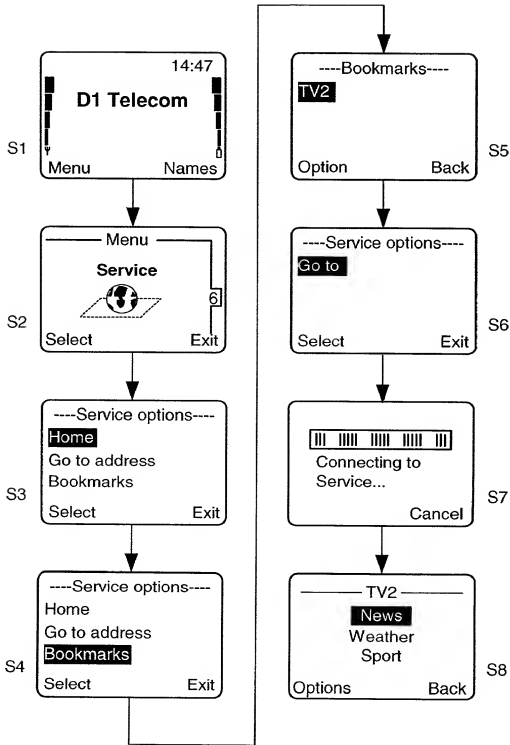 14:47
D1 Telecom
Menu Names
S1
Menu
Service
6
Select Exit
S2
----Service options----
Home
Go to address
Bookmarks
Select Exit
S3
----Service options----
Home
Go to address
Bookmarks
Select Exit
S4
----Bookmarks----
TV2
Option Back
S5
----Service options----
Go to
Select Exit
S6
Connecting to
Service...
Cancel
S7
TV2
News
Weather
Sport
Options Back
S8